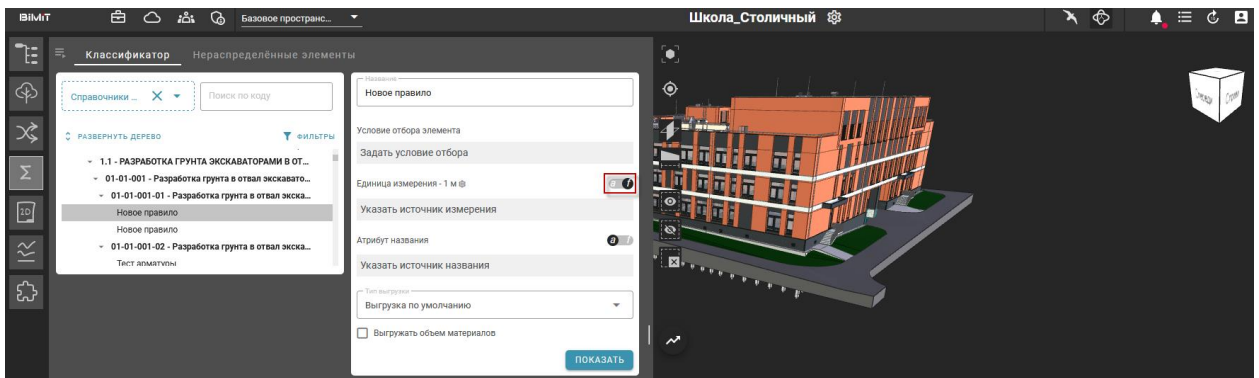 BIMIT
Базовое пространс...
Школа_Столичный
Классификатор
Нераспределённые элементы
Справочники ...
Поиск по коду
РАЗВЕРНУТЬ ДЕРЕВО
ФИЛЬТРЫ
1.1 - РАЗРАБОТКА ГРУНТА ЭКСКАВАТОРАМИ В ОТ...
01-01-001 - Разработка грунта в отвал экскавато...
01-01-001-01 - Разработка грунта в отвал экска...
Новое правило
Новое правило
01-01-001-02 - Разработка грунта в отвал экска...
Тест арматуры
Название
Новое правило
Условие отбора элемента
Задать условие отбора
Единица измерения - 1 м
a f
Указать источник измерения
Атрибут названия
a f
Указать источник названия
Тип выгрузки
Выгрузка по умолчанию
Выгружать объем материалов
ПОКАЗАТЬ
1D